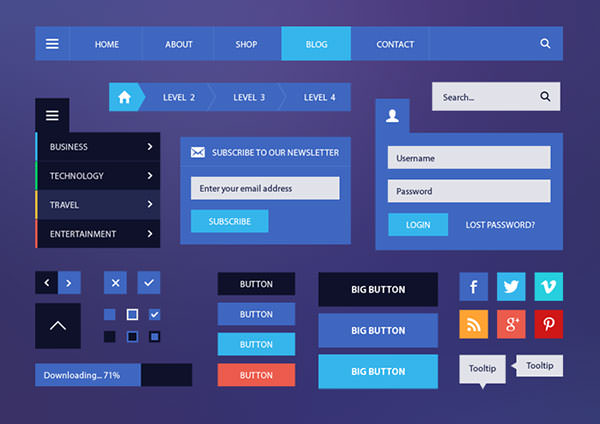 HOME ABOUT SHOP BLOG CONTACT
LEVEL 2 LEVEL 3 LEVEL 4
Search...
BUSINESS
TECHNOLOGY
TRAVEL
ENTERTAINMENT
SUBSCRIBE TO OUR NEWSLETTER
Enter your email address
SUBSCRIBE
Username
Password
LOGIN LOST PASSWORD?
BUTTON
BUTTON
BUTTON
BUTTON
BIG BUTTON
BIG BUTTON
BIG BUTTON
f
g+
Downloading... 71%
Tooltip
Tooltip